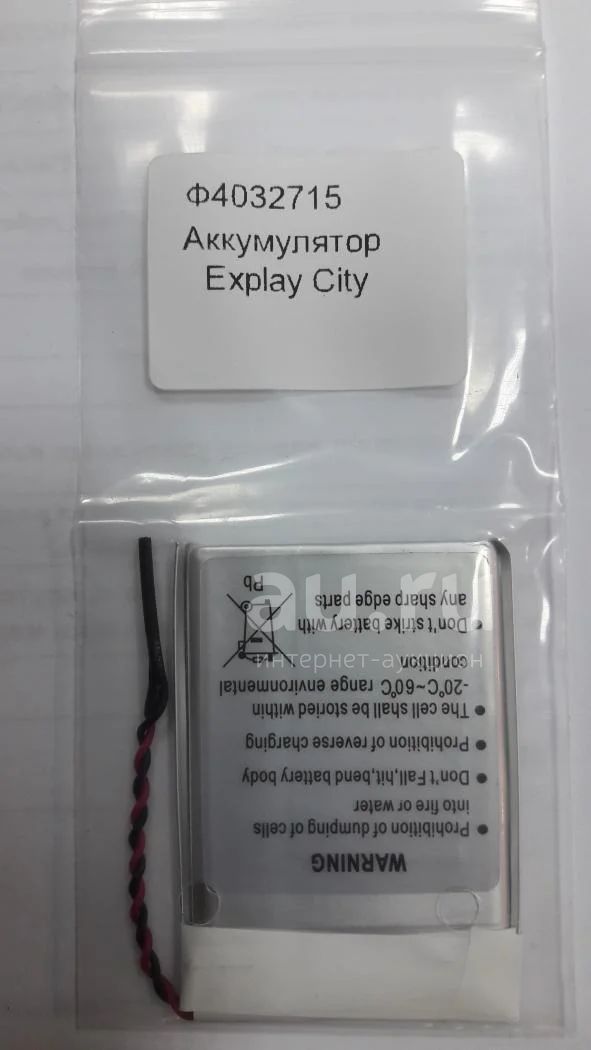 Ф4032715
Аккумулятор
Explay City
au.ru
интернет-аукцион
WARNING
● Prohibition of dumping of cells
into fire or water
● Don't Fall,hit,bend battery body
● Prohibition of reverse charging
● The cell shall be storied within
-20°C~60°C range environmental
condition
● Don't strike battery with
any sharp edge parts
Pb